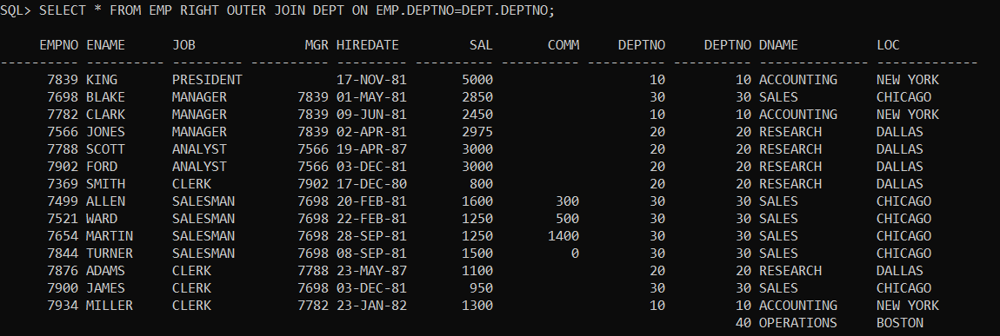 SQL> SELECT * FROM EMP RIGHT OUTER JOIN DEPT ON EMP.DEPTNO=DEPT.DEPTNO;
     EMPNO ENAME      JOB              MGR HIREDATE         SAL       COMM     DEPTNO     DEPTNO DNAME          LOC
---------- ---------- --------- ---------- --------- ---------- ---------- ---------- ---------- -------------- -------------
      7839 KING       PRESIDENT            17-NOV-81       5000                    10         10 ACCOUNTING     NEW YORK
      7698 BLAKE      MANAGER         7839 01-MAY-81       2850                    30         30 SALES          CHICAGO
      7782 CLARK      MANAGER         7839 09-JUN-81       2450                    10         10 ACCOUNTING     NEW YORK
      7566 JONES      MANAGER         7839 02-APR-81       2975                    20         20 RESEARCH       DALLAS
      7788 SCOTT      ANALYST         7566 19-APR-87       3000                    20         20 RESEARCH       DALLAS
      7902 FORD       ANALYST         7566 03-DEC-81       3000                    20         20 RESEARCH       DALLAS
      7369 SMITH      CLERK           7902 17-DEC-80        800                    20         20 RESEARCH       DALLAS
      7499 ALLEN      SALESMAN        7698 20-FEB-81       1600        300         30         30 SALES          CHICAGO
      7521 WARD       SALESMAN        7698 22-FEB-81       1250        500         30         30 SALES          CHICAGO
      7654 MARTIN     SALESMAN        7698 28-SEP-81       1250       1400         30         30 SALES          CHICAGO
      7844 TURNER     SALESMAN        7698 08-SEP-81       1500          0         30         30 SALES          CHICAGO
      7876 ADAMS      CLERK           7788 23-MAY-87       1100                    20         20 RESEARCH       DALLAS
      7900 JAMES      CLERK           7698 03-DEC-81        950                    30         30 SALES          CHICAGO
      7934 MILLER     CLERK           7782 23-JAN-82       1300                    10         10 ACCOUNTING     NEW YORK
                                                                                              40 OPERATIONS     BOSTON